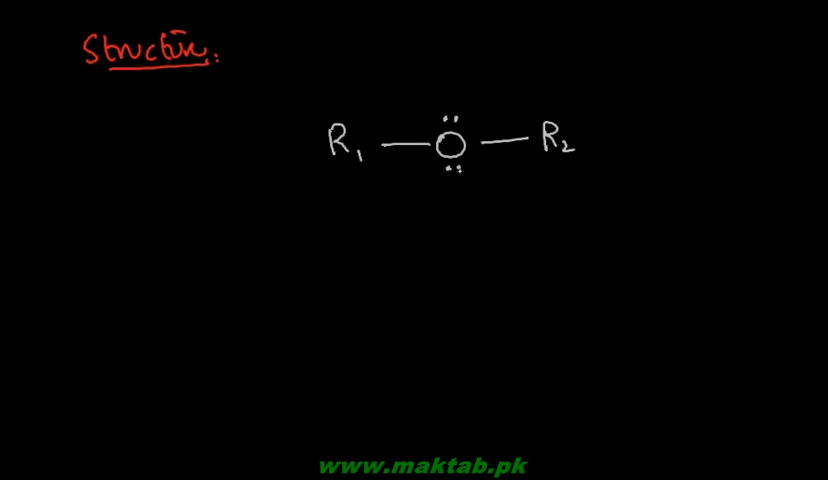 Structure:
R₁ — Ö — R₂
www.maktab.pk